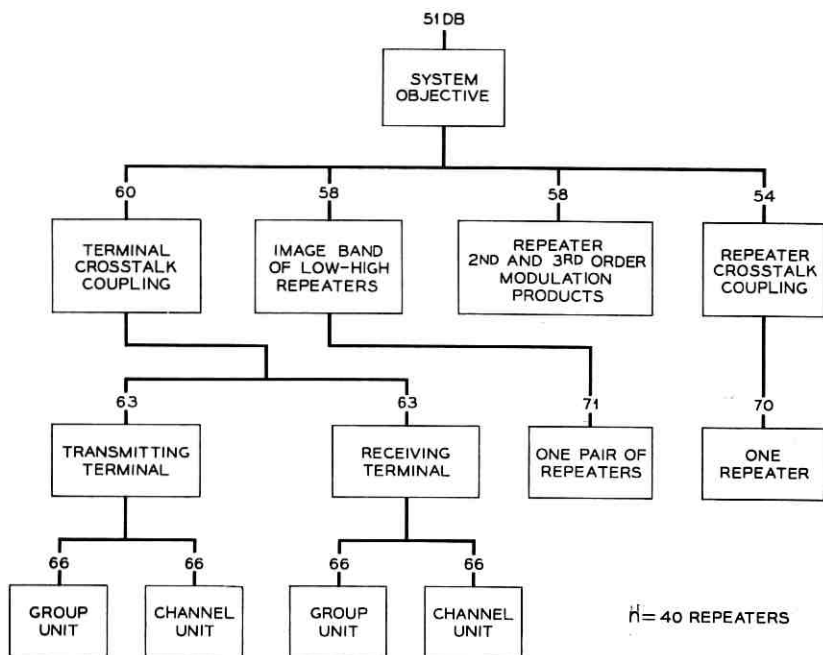 51DB
SYSTEM
OBJECTIVE
60
58
58
54
TERMINAL
CROSSTALK
COUPLING
IMAGE BAND
OF LOW-HIGH
REPEATERS
REPEATER
2ND AND 3RD ORDER
MODULATION
PRODUCTS
REPEATER
CROSSTALK
COUPLING
63
63
71
70
TRANSMITTING
TERMINAL
RECEIVING
TERMINAL
ONE PAIR OF
REPEATERS
ONE
REPEATER
66
66
66
66
GROUP
UNIT
CHANNEL
UNIT
GROUP
UNIT
CHANNEL
UNIT
n = 40 REPEATERS